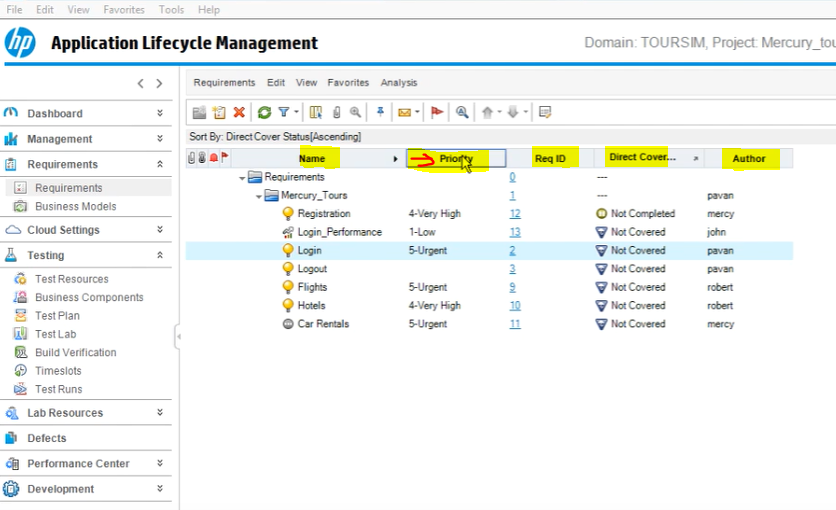 File Edit View Favorites Tools Help
hp Application Lifecycle Management
Domain: TOURSIM, Project: Mercury_tou
Dashboard
Management
Requirements
Requirements
Business Models
Cloud Settings
Testing
Test Resources
Business Components
Test Plan
Test Lab
Build Verification
Timeslots
Test Runs
Lab Resources
Defects
Performance Center
Development
Requirements Edit View Favorites Analysis
Sort By: Direct Cover Status[Ascending]
Name Priority Req ID Direct Cover... Author
Requirements 0 ---
Mercury_Tours 1 --- pavan
Registration 4-Very High 12 Not Completed mercy
Login_Performance 1-Low 13 Not Covered john
Login 5-Urgent 2 Not Covered pavan
Logout 3 Not Covered pavan
Flights 5-Urgent 9 Not Covered robert
Hotels 4-Very High 10 Not Covered robert
Car Rentals 5-Urgent 11 Not Covered mercy